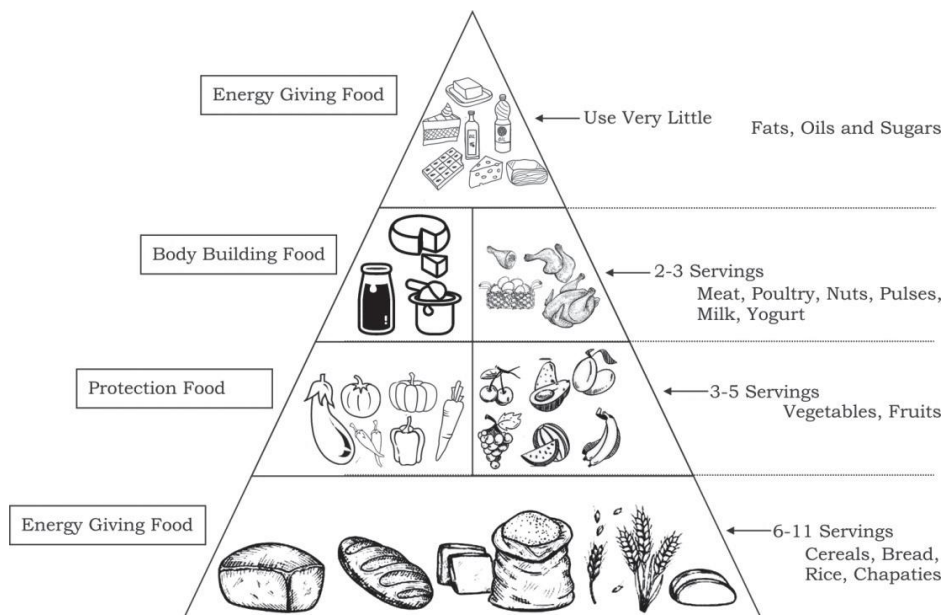 Energy Giving Food
Use Very Little
Fats, Oils and Sugars
Body Building Food
2-3 Servings
Meat, Poultry, Nuts, Pulses,
Milk, Yogurt
Protection Food
3-5 Servings
Vegetables, Fruits
Energy Giving Food
6-11 Servings
Cereals, Bread,
Rice, Chapaties